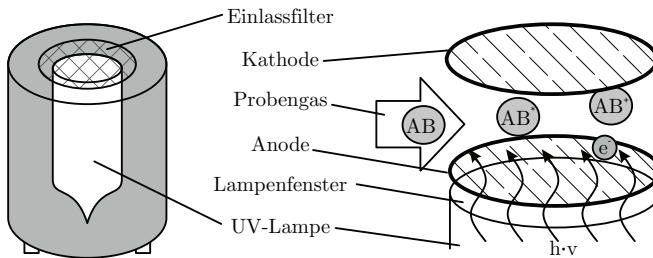 Einlassfilter
Kathode
Probengas
Anode
Lampenfenster
UV-Lampe
AB
AB*
AB+
e-
h·v